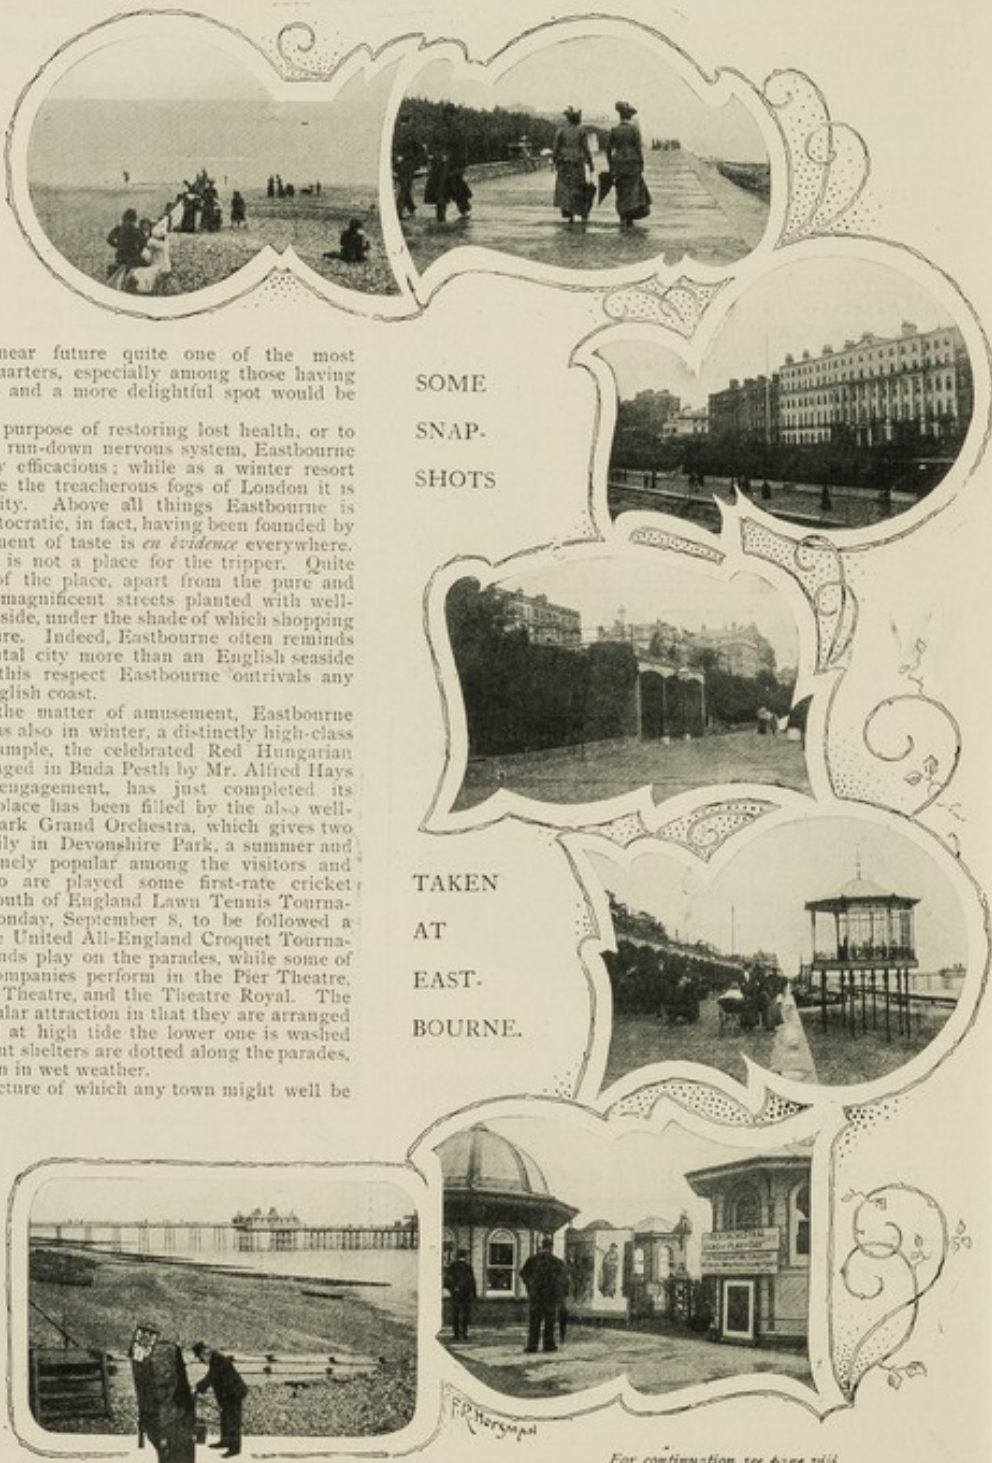 near future quite one of the most
uarters, especially among those having
and a more delightful spot would be
purpose of restoring lost health, or to
run-down nervous system, Eastbourne
y efficacious; while as a winter resort
e the treacherous fogs of London it is
ity. Above all things Eastbourne is
tocratic, in fact, having been founded by
ment of taste is en évidence everywhere.
is not a place for the tripper. Quite
of the place, apart from the pure and
magnificent streets planted with well-
side, under the shade of which shopping
ure. Indeed, Eastbourne often reminds
ntal city more than an English seaside
this respect Eastbourne outrivals any
glish coast.
the matter of amusement, Eastbourne
as also in winter, a distinctly high-class
ample, the celebrated Red Hungarian
ged in Buda Pesth by Mr. Alfred Hays
engagement, has just completed its
place has been filled by the also well-
ark Grand Orchestra, which gives two
ily in Devonshire Park, a summer and
mely popular among the visitors and
o are played some first-rate cricket
outh of England Lawn Tennis Tourna-
onday, September 8, to be followed a
e United All-England Croquet Tourna-
nds play on the parades, while some of
ompanies perform in the Pier Theatre,
Theatre, and the Theatre Royal. The
ular attraction in that they are arranged
at high tide the lower one is washed
nt shelters are dotted along the parades,
n in wet weather.
cture of which any town might well be
SOME
SNAP-
SHOTS
TAKEN
AT
EAST-
BOURNE.
F.R. HORSMAN
For continuation see page viii